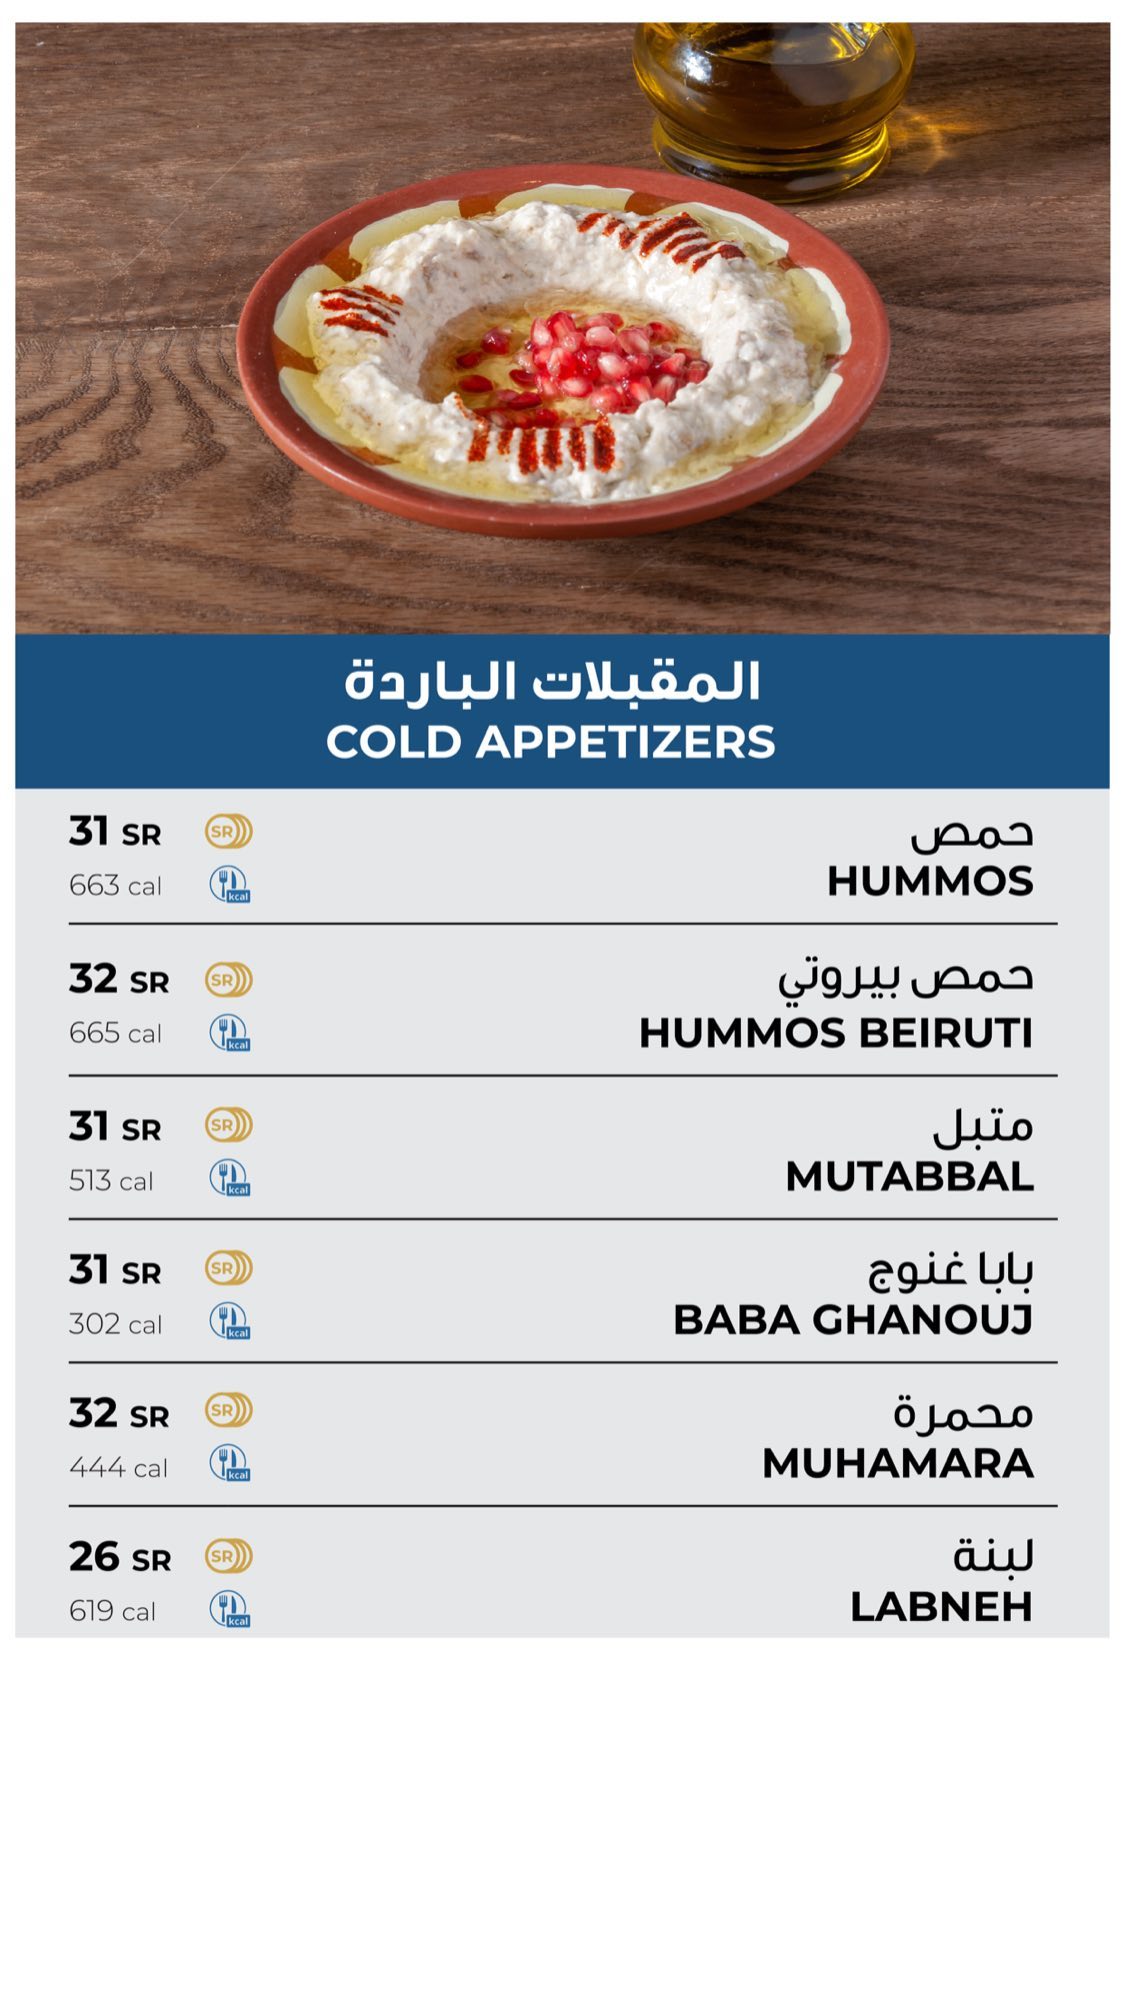 المقبلات الباردة
COLD APPETIZERS
حمص
HUMMOS
31 SR
SR
663 cal
kcal
حمص بيروتي
HUMMOS BEIRUTI
32 SR
SR
665 cal
kcal
متبل
MUTABBAL
31 SR
SR
513 cal
kcal
بابا غنوج
BABA GHANOUJ
31 SR
SR
302 cal
kcal
محمرة
MUHAMARA
32 SR
SR
444 cal
kcal
لبنة
LABNEH
26 SR
SR
619 cal
kcal